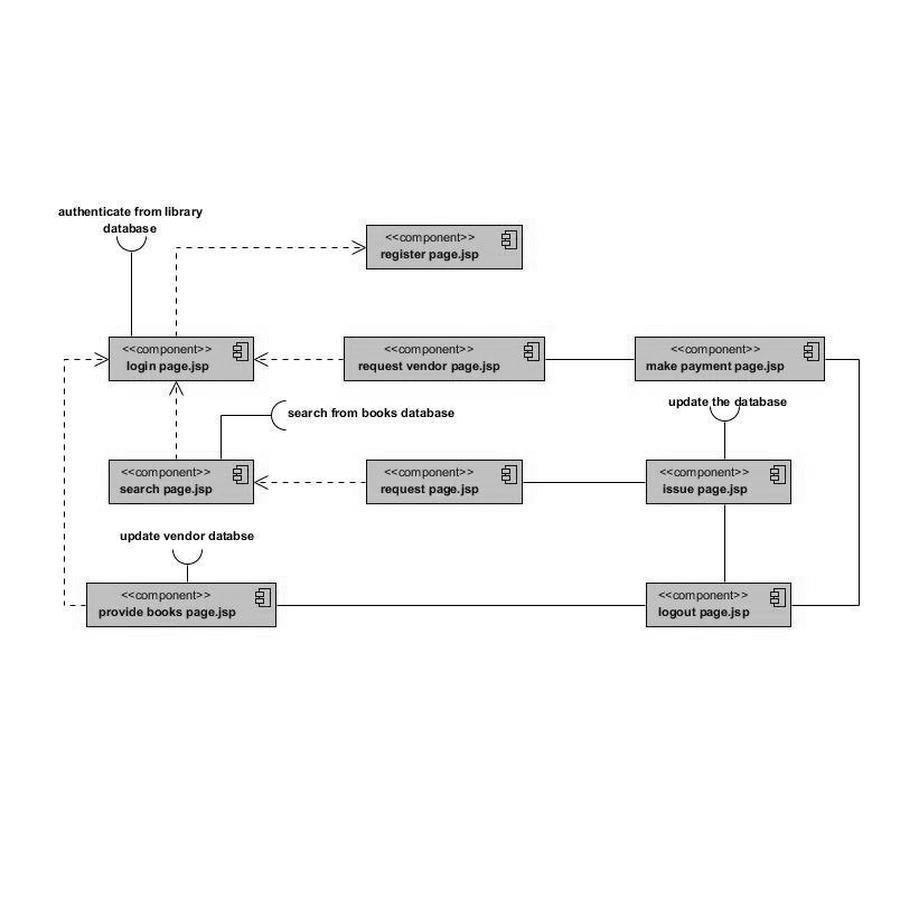 authenticate from library
database
<<component>>
register page.jsp
<<component>>
login page.jsp
<<component>>
request vendor page.jsp
<<component>>
make payment page.jsp
search from books database
update the database
<<component>>
search page.jsp
<<component>>
request page.jsp
<<component>>
issue page.jsp
update vendor databse
<<component>>
provide books page.jsp
<<component>>
logout page.jsp